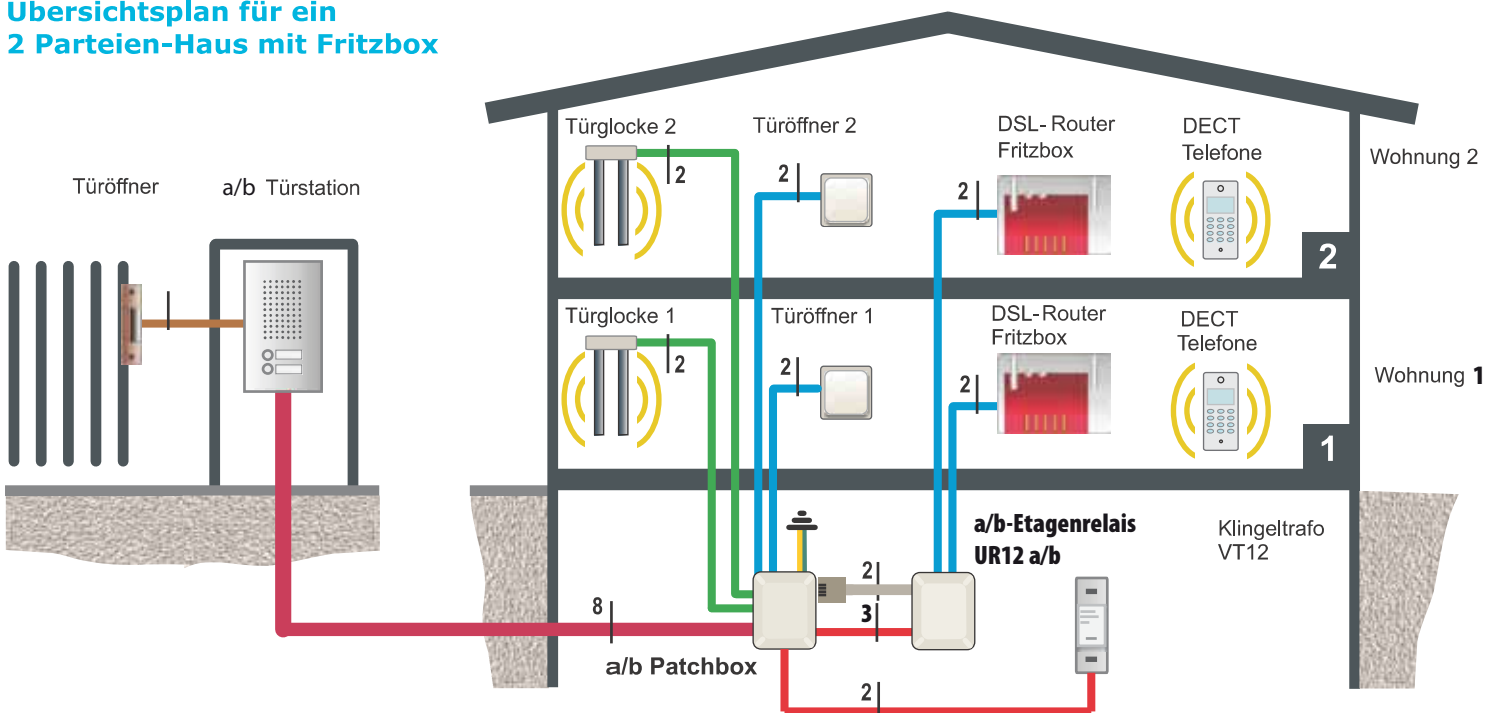 Übersichtsplan für ein
2 Parteien-Haus mit Fritzbox
Türöffner
a/b Türstation
Türglocke 2
2
Türöffner 2
2
DSL-Router
Fritzbox
2
DECT
Telefone
Wohnung 2
2
Türglocke 1
2
Türöffner 1
2
DSL-Router
Fritzbox
2
DECT
Telefone
Wohnung 1
1
a/b-Etagenrelais
UR12 a/b
Klingeltrafo
VT12
2
3
8
a/b Patchbox
2